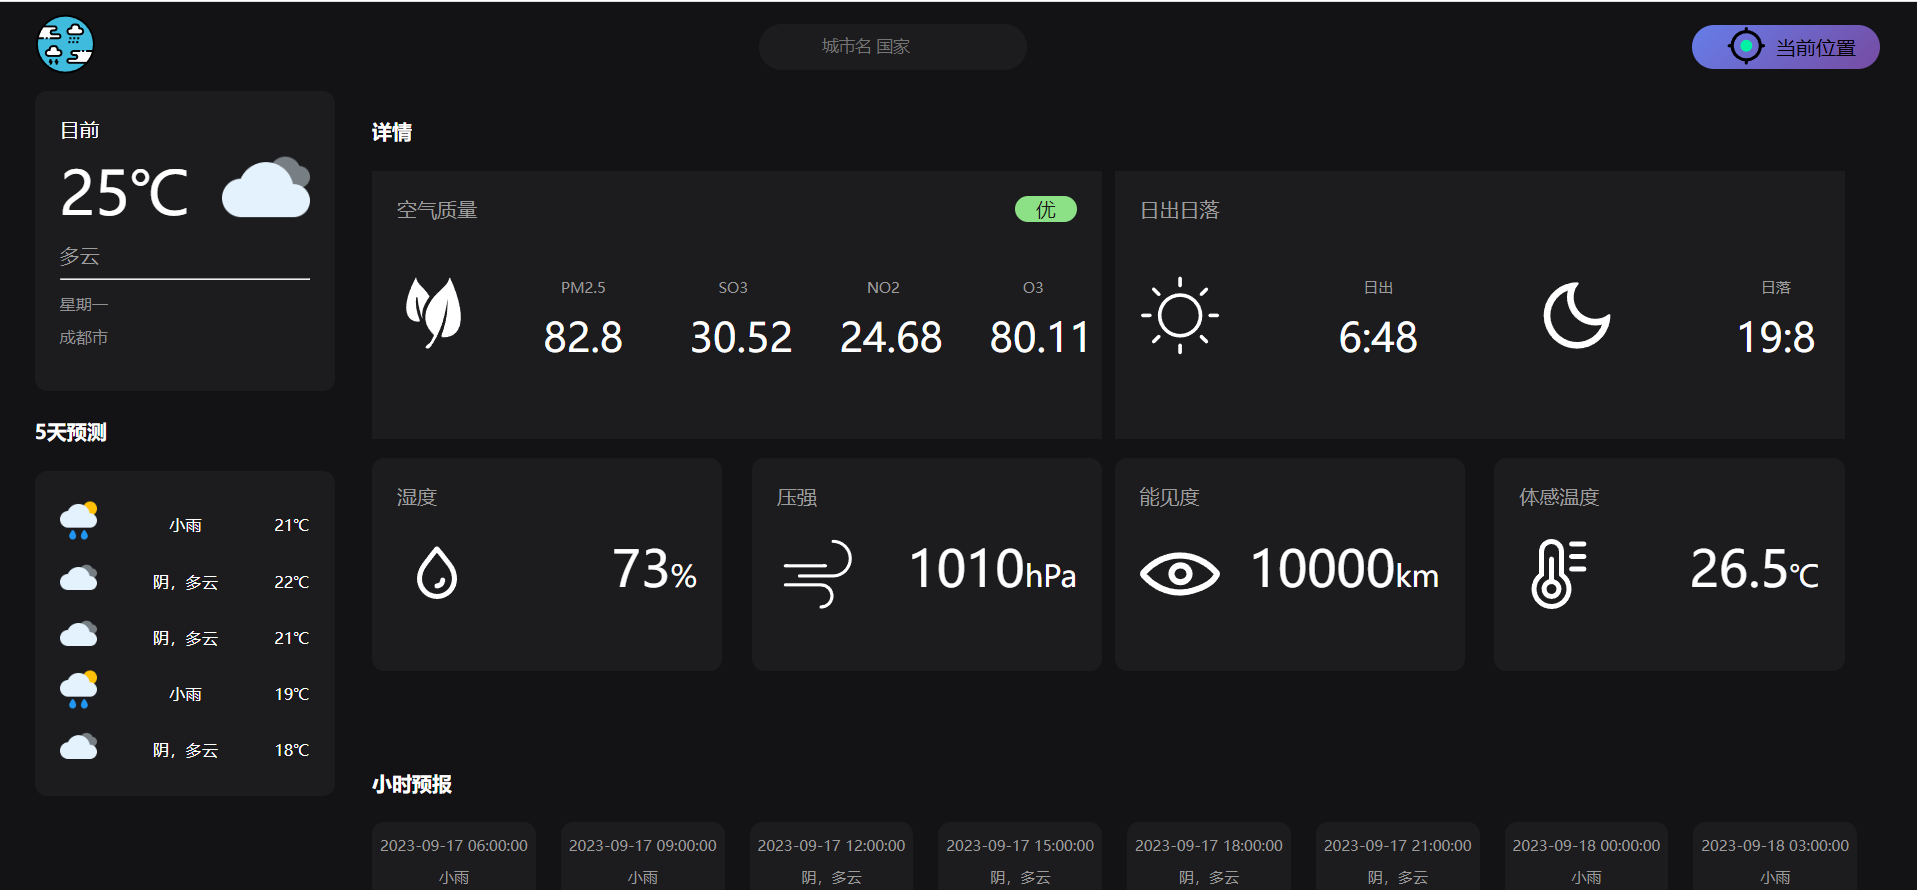 城市名 国家
当前位置
目前
25℃
多云
星期一
成都市
5天预测
小雨 21℃
阴，多云 22℃
阴，多云 21℃
小雨 19℃
阴，多云 18℃
详情
空气质量 优
PM2.5 SO3 NO2 O3
82.8 30.52 24.68 80.11
日出日落
日出 日落
6:48 19:8
湿度
73%
压强
1010hPa
能见度
10000km
体感温度
26.5℃
小时预报
2023-09-17 06:00:00 2023-09-17 09:00:00 2023-09-17 12:00:00 2023-09-17 15:00:00 2023-09-17 18:00:00 2023-09-17 21:00:00 2023-09-18 00:00:00 2023-09-18 03:00:00
小雨 小雨 阴，多云 阴，多云 阴，多云 阴，多云 小雨 小雨